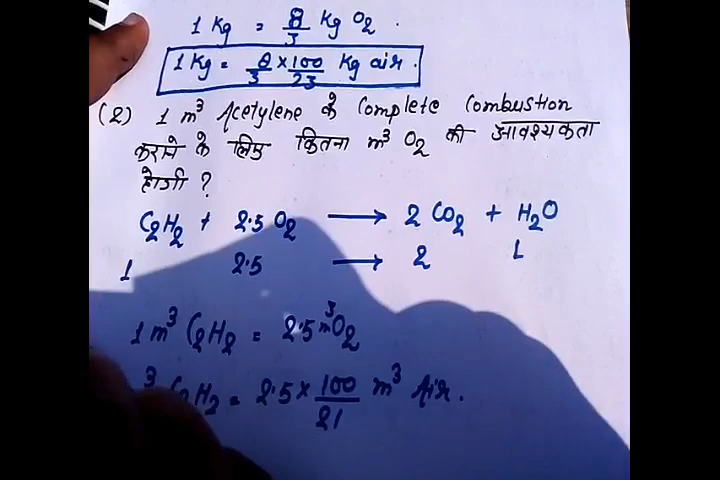 1 Kg = 8/3 Kg O2.
1 Kg = 8/3 × 100/23 Kg air.
(2) 1 m³ Acetylene के Complete Combustion
कराने के लिए कितना m³ O2 की आवश्यकता
होगी ?
C2H2 + 2.5 O2 → 2 CO2 + H2O
1 2.5 → 2 1
1 m³ C2H2 = 2.5 m³ O2
³ C2H2 = 2.5 × 100/21 m³ Air.